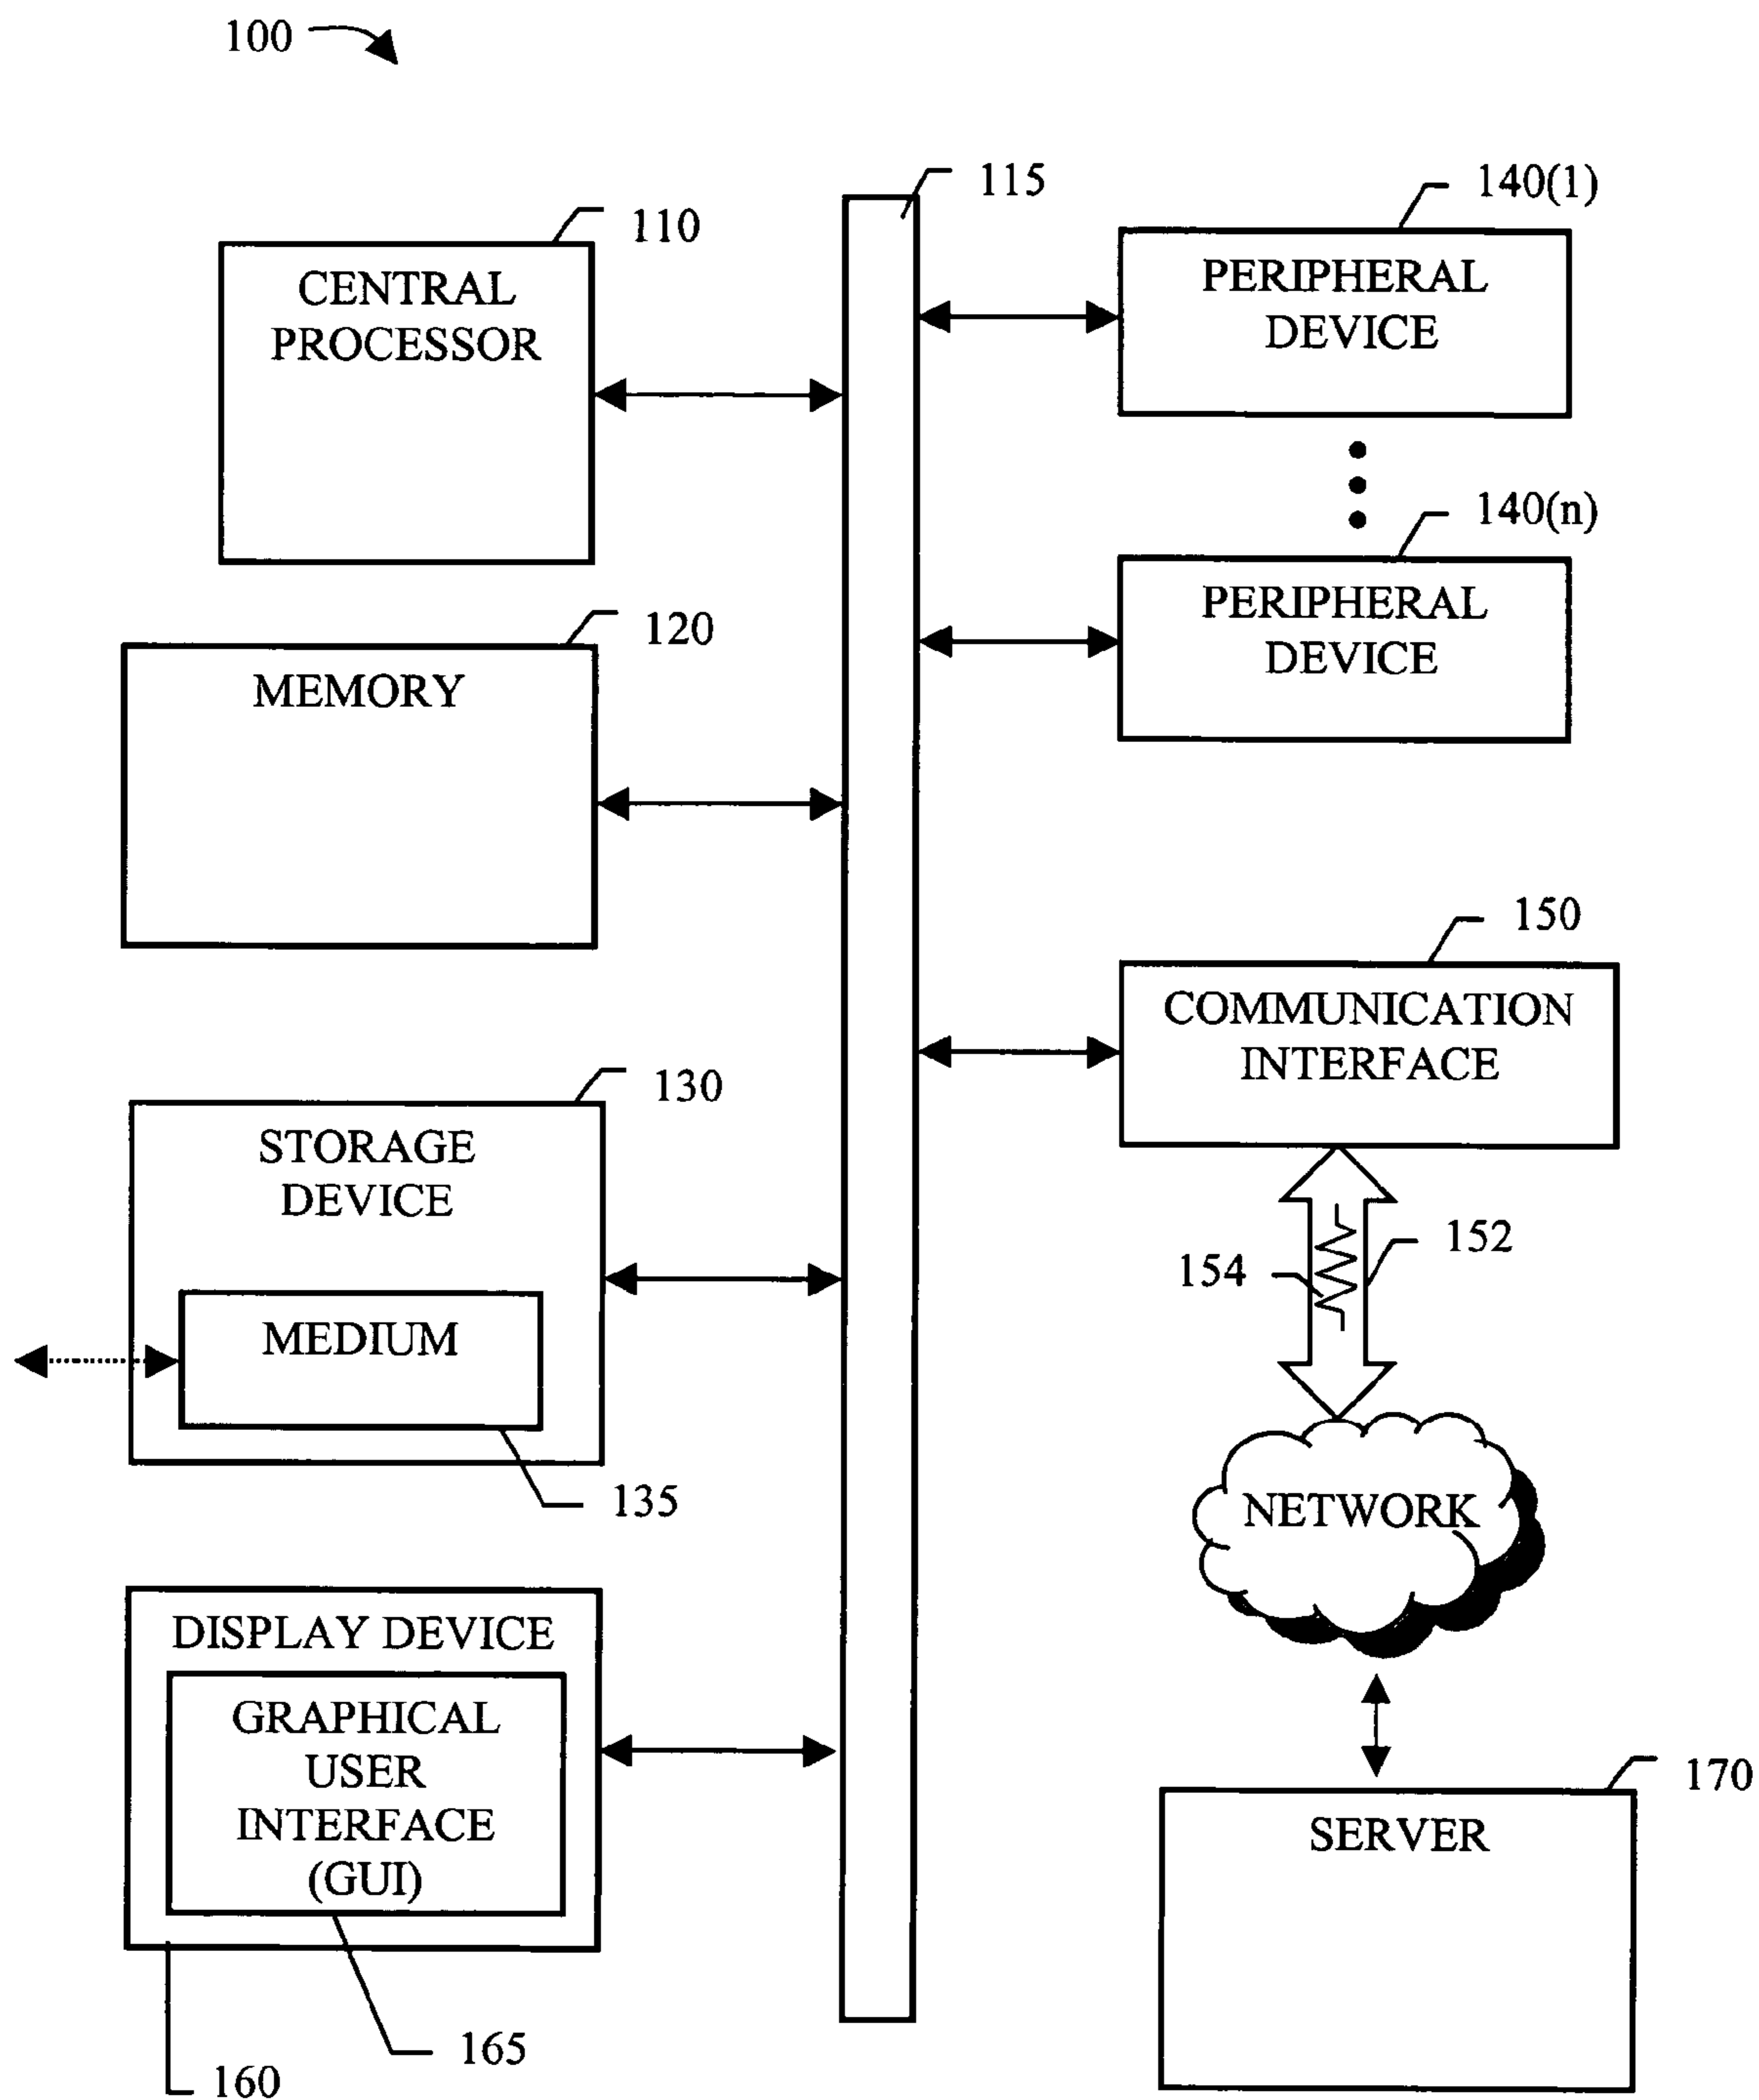 100
115
110
CENTRAL
PROCESSOR
140(1)
PERIPHERAL
DEVICE
140(n)
PERIPHERAL
DEVICE
120
MEMORY
150
COMMUNICATION
INTERFACE
130
STORAGE
DEVICE
MEDIUM
135
154
152
NETWORK
DISPLAY DEVICE
GRAPHICAL
USER
INTERFACE
(GUI)
165
160
170
SERVER